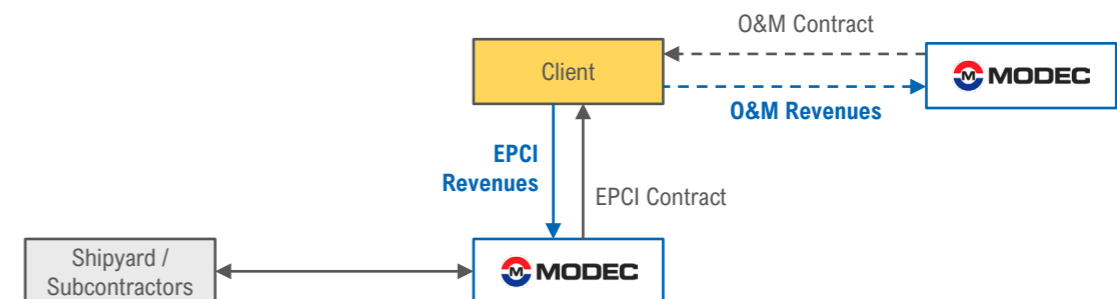 O&M Contract
Client
MODEC
O&M Revenues
EPCI
Revenues
EPCI Contract
Shipyard /
Subcontractors
MODEC